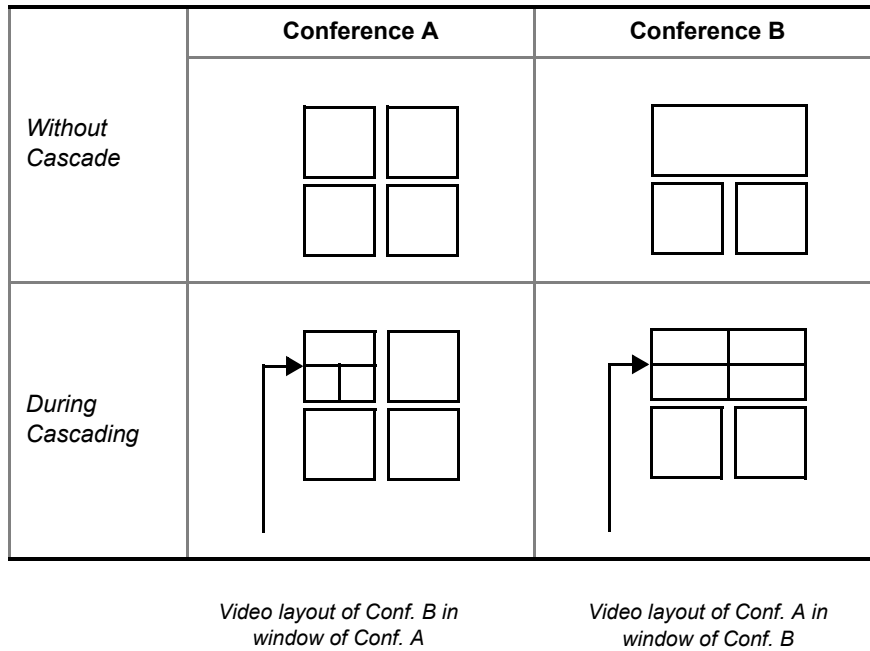 Conference A
Conference B
Without
Cascade
During
Cascading
Video layout of Conf. B in
window of Conf. A
Video layout of Conf. A in
window of Conf. B